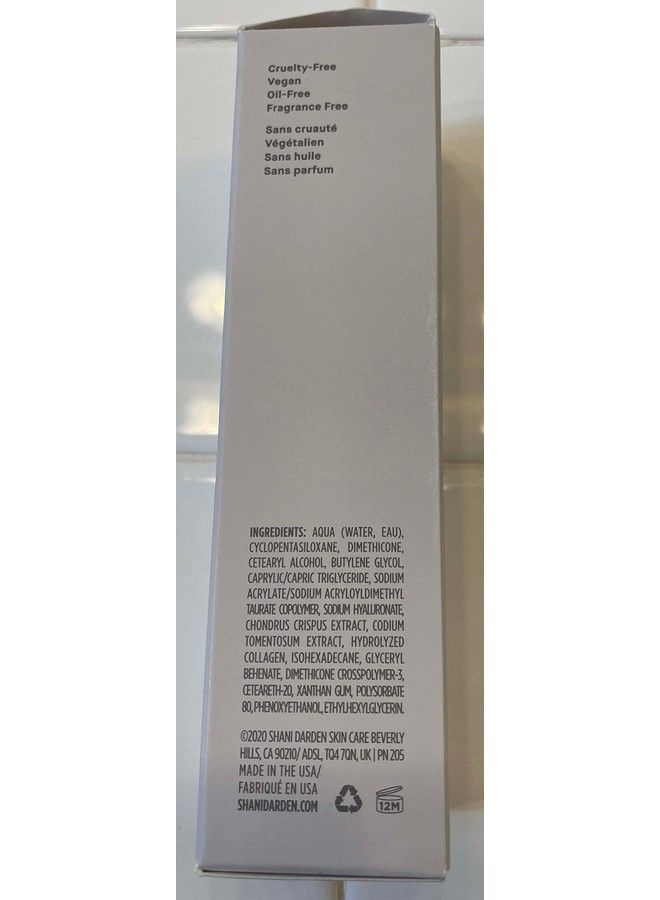 Cruelty-Free
Vegan
Oil-Free
Fragrance Free
Sans cruauté
Végétalien
Sans huile
Sans parfum
INGREDIENTS: AQUA (WATER, EAU),
CYCLOPENTASILOXANE, DIMETHICONE,
CETEARYL ALCOHOL, BUTYLENE GLYCOL,
CAPRYLIC/CAPRIC TRIGLYCERIDE, SODIUM
ACRYLATE/SODIUM ACRYLOYLDIMETHYL
TAURATE COPOLYMER, SODIUM HYALURONATE,
CHONDRUS CRISPUS EXTRACT, CODIUM
TOMENTOSUM EXTRACT, HYDROLYZED
COLLAGEN, ISOHEXADECANE, GLYCERYL
BEHENATE, DIMETHICONE CROSSPOLYMER-3,
CETEARETH-20, XANTHAN GUM, POLYSORBATE
80, PHENOXYETHANOL, ETHYLHEXYLGLYCERIN.
©2020 SHANI DARDEN SKIN CARE BEVERLY
HILLS, CA 90210/ ADSL, TQ4 7QN, UK | PN 205
MADE IN THE USA/
FABRIQUÉ EN USA
SHANIDARDEN.COM
12M